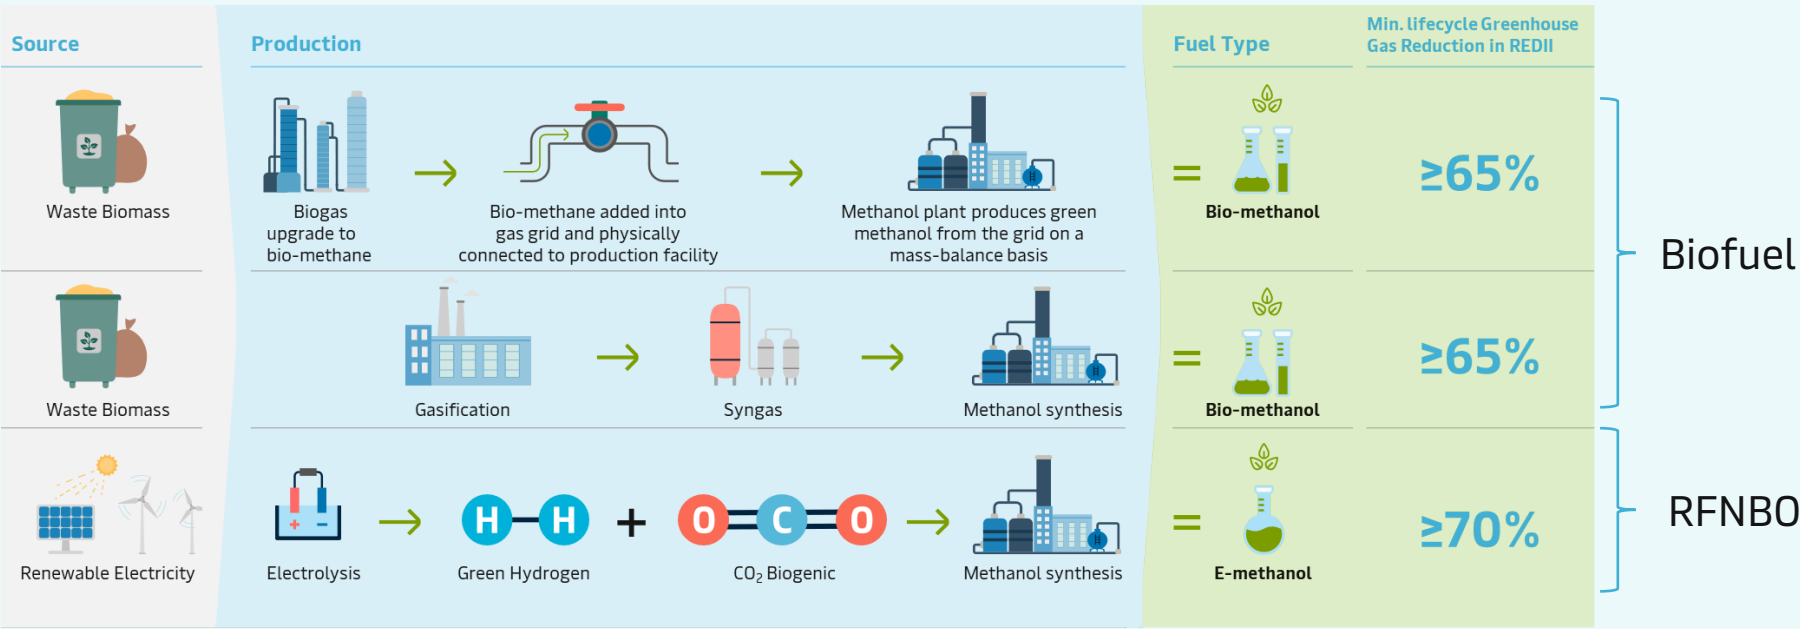 Source
Production
Fuel Type
Min. lifecycle Greenhouse
Gas Reduction in REDII
Waste Biomass
Biogas
upgrade to
bio-methane
Bio-methane added into
gas grid and physically
connected to production facility
Methanol plant produces green
methanol from the grid on a
mass-balance basis
=
Bio-methanol
≥65%
Biofuel
Waste Biomass
Gasification
Syngas
Methanol synthesis
=
Bio-methanol
≥65%
Renewable Electricity
+ −
Electrolysis
H H
Green Hydrogen
+
O C O
CO₂ Biogenic
Methanol synthesis
=
E-methanol
≥70%
RFNBO